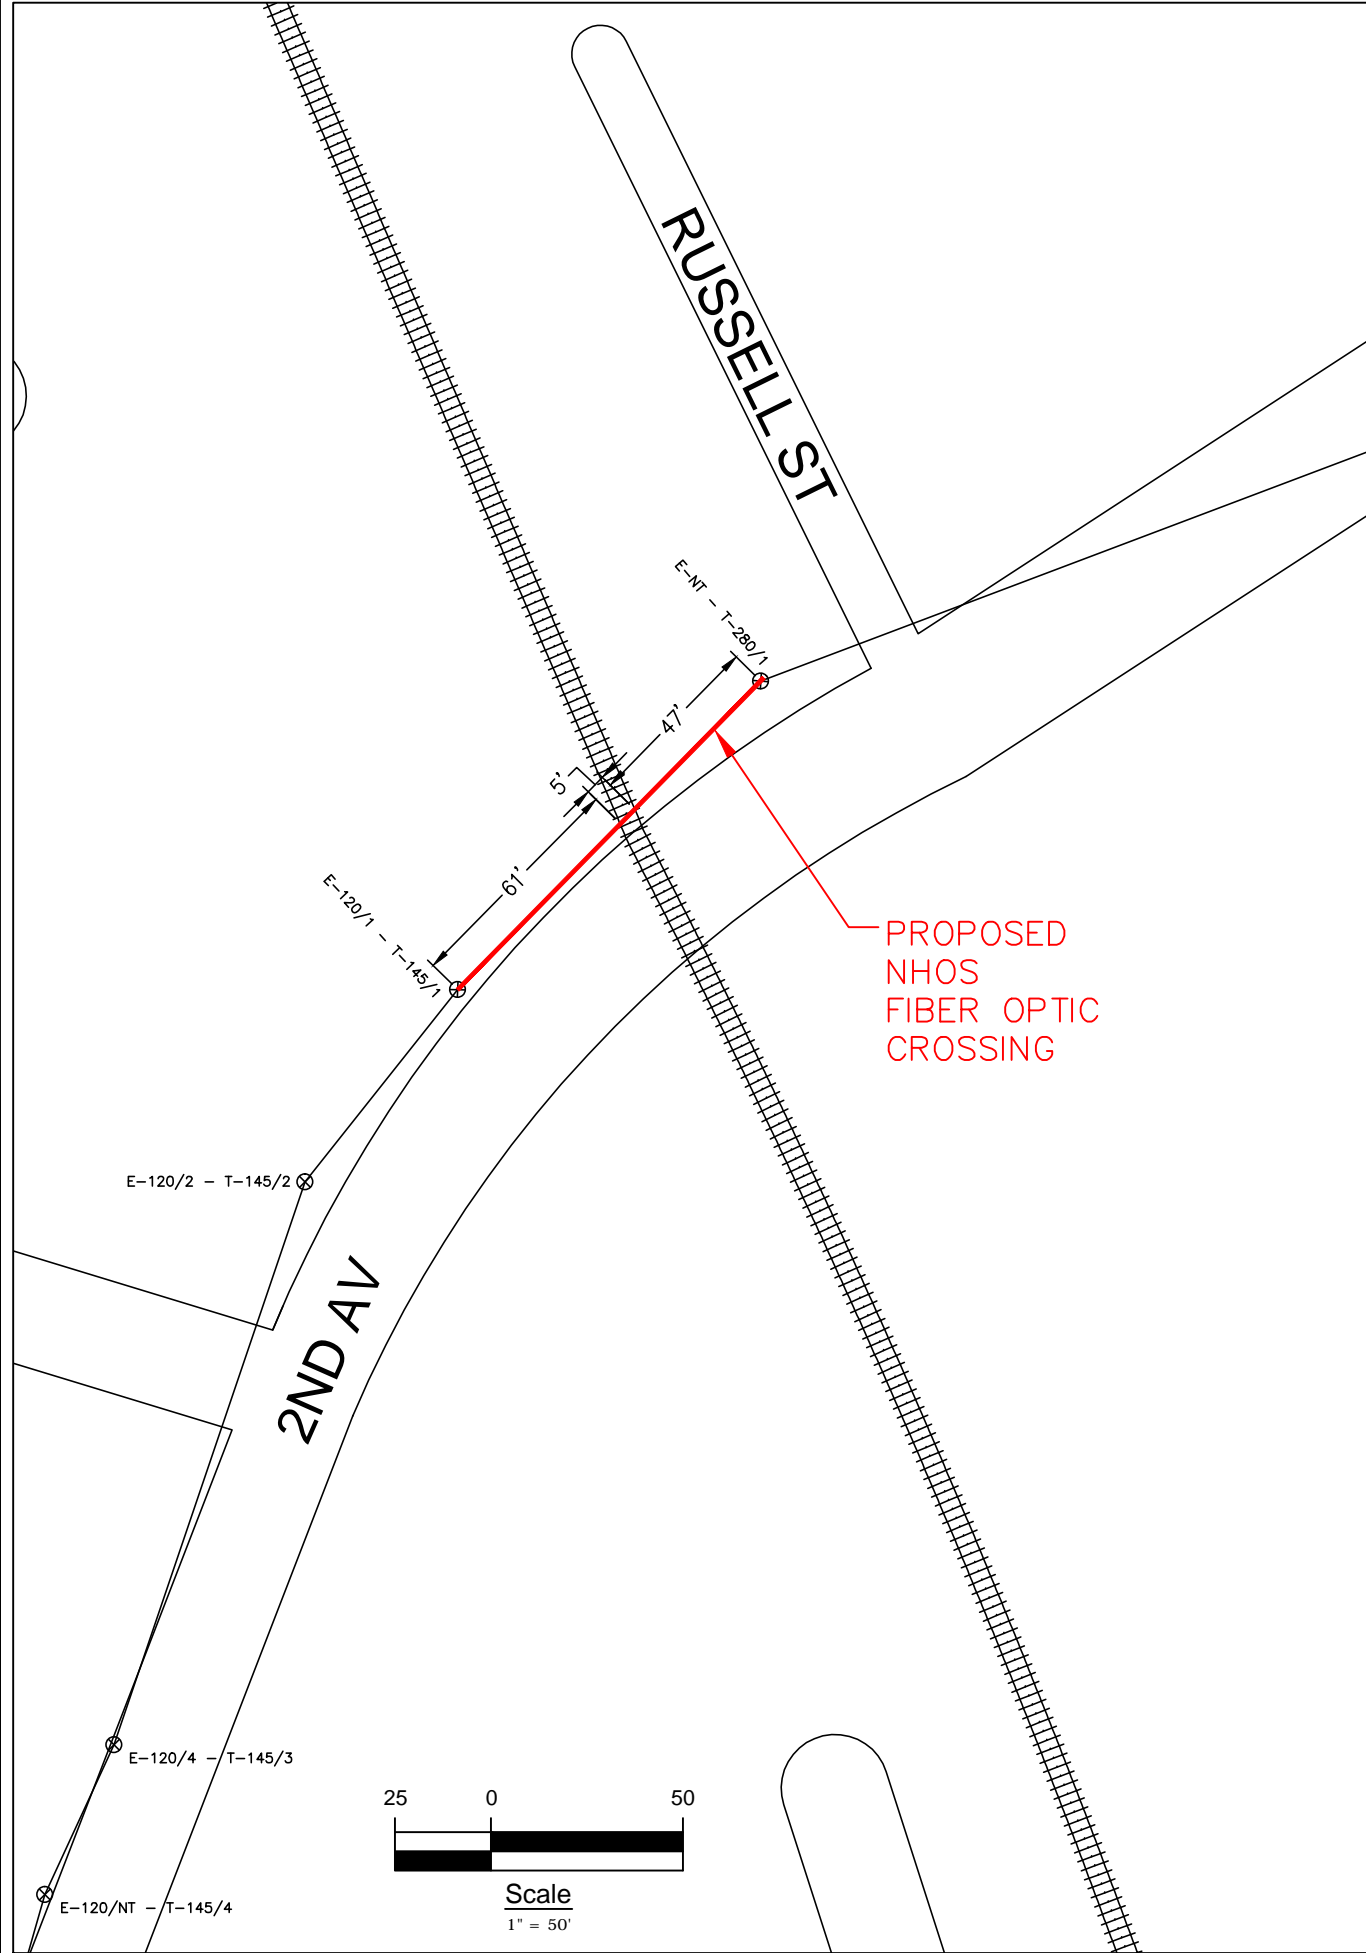 RUSSELL ST
E-NT - T-280/1
47'
5'
61'
E-120/1 - T-145/1
PROPOSED
NHOS
FIBER OPTIC
CROSSING
E-120/2 - T-145/2
2ND AV
E-120/4 - T-145/3
25 0 50
E-120/NT - T-145/4
Scale
1" = 50'